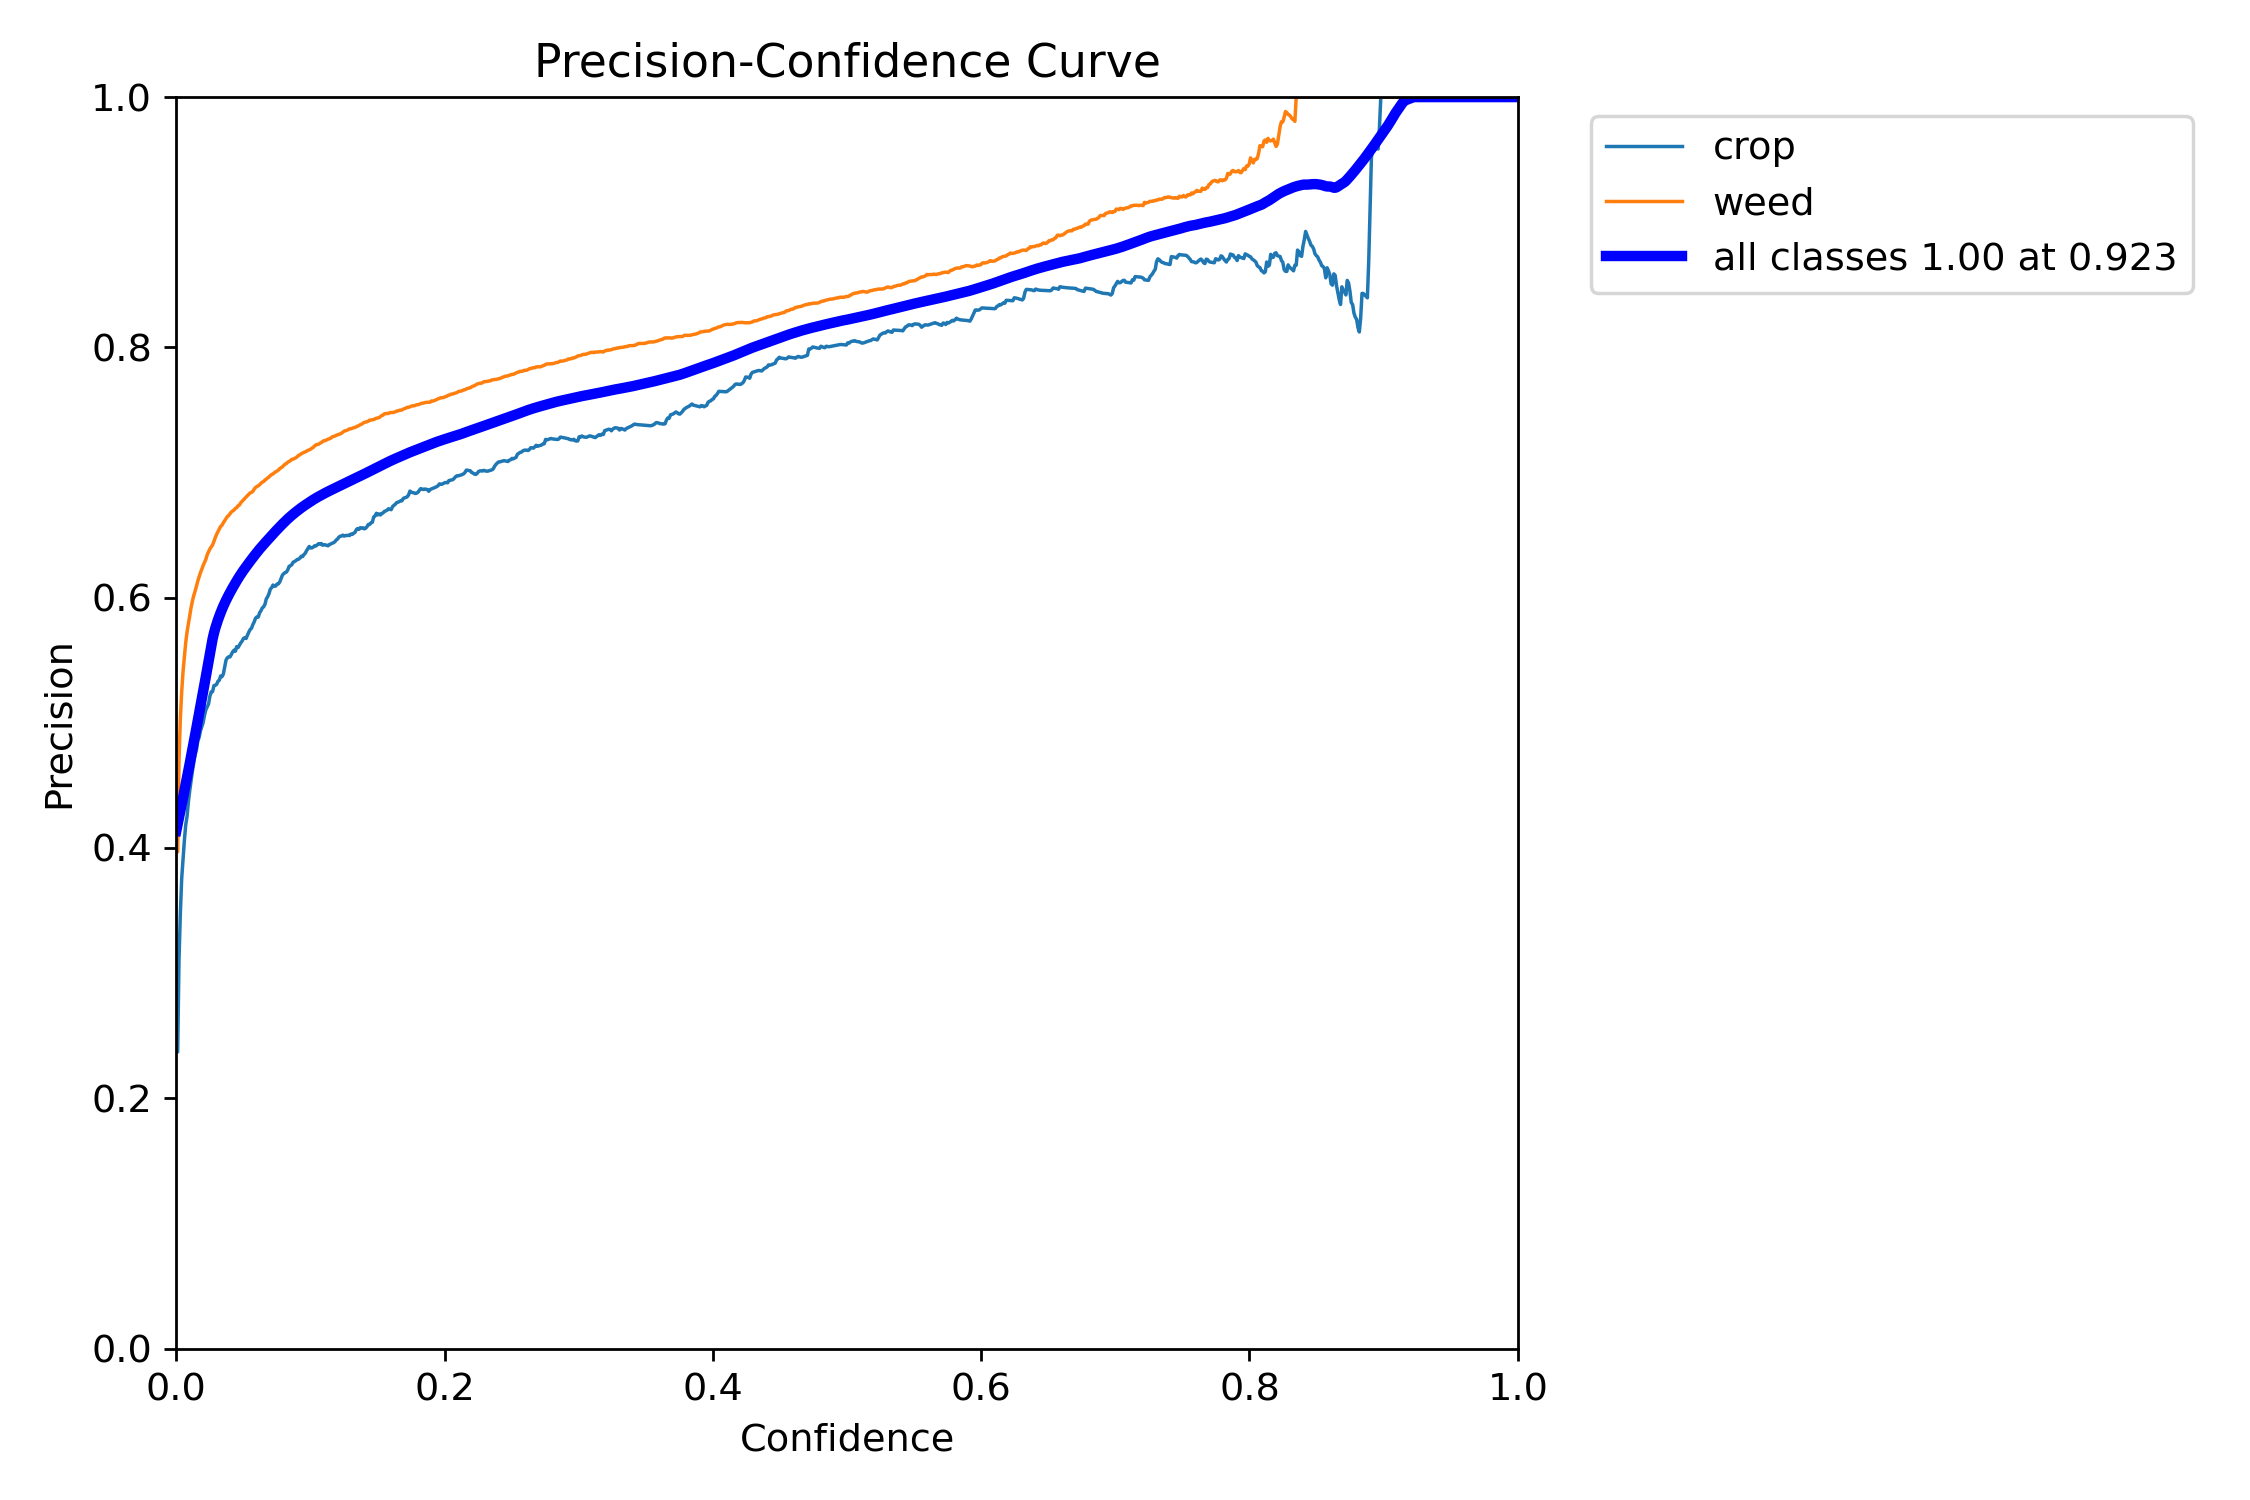 Precision-Confidence Curve
1.0
0.8
0.6
0.4
0.2
0.0
Precision
0.0 0.2 0.4 0.6 0.8 1.0
Confidence
crop
weed
all classes 1.00 at 0.923